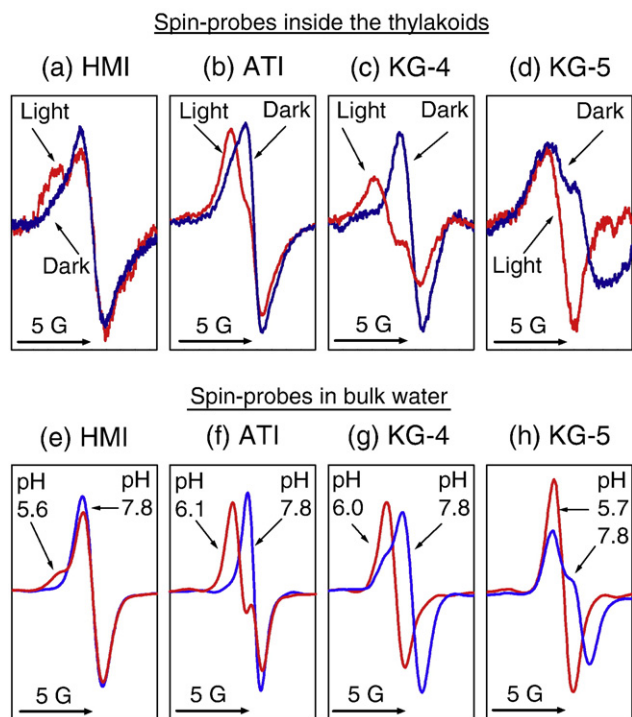 Spin-probes inside the thylakoids
(a) HMI (b) ATI (c) KG-4 (d) KG-5
Light Light Dark Light Dark Dark
Dark Light
5 G 5 G 5 G 5 G
Spin-probes in bulk water
(e) HMI (f) ATI (g) KG-4 (h) KG-5
pH pH pH pH pH pH pH
5.6 7.8 6.1 7.8 6.0 7.8 5.7
7.8
5 G 5 G 5 G 5 G